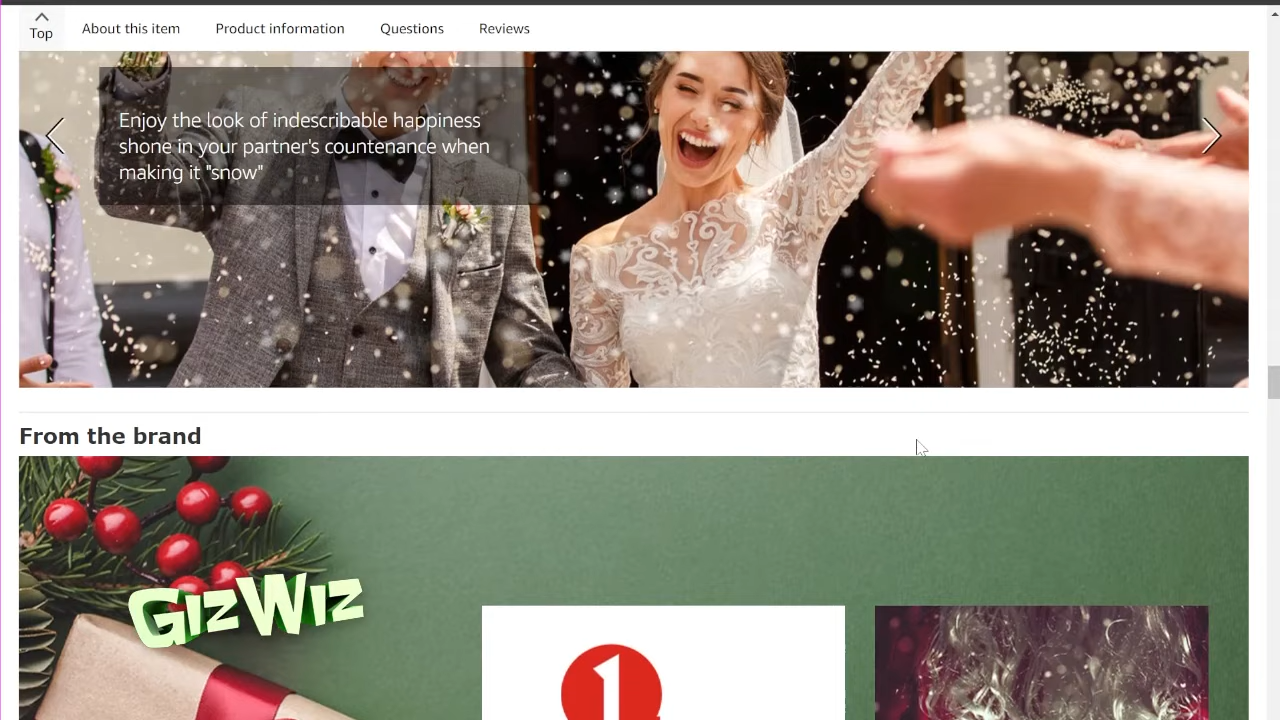 Top
About this item
Product information
Questions
Reviews
Enjoy the look of indescribable happiness
shone in your partner's countenance when
making it "snow"
From the brand
GIZWIZ
1